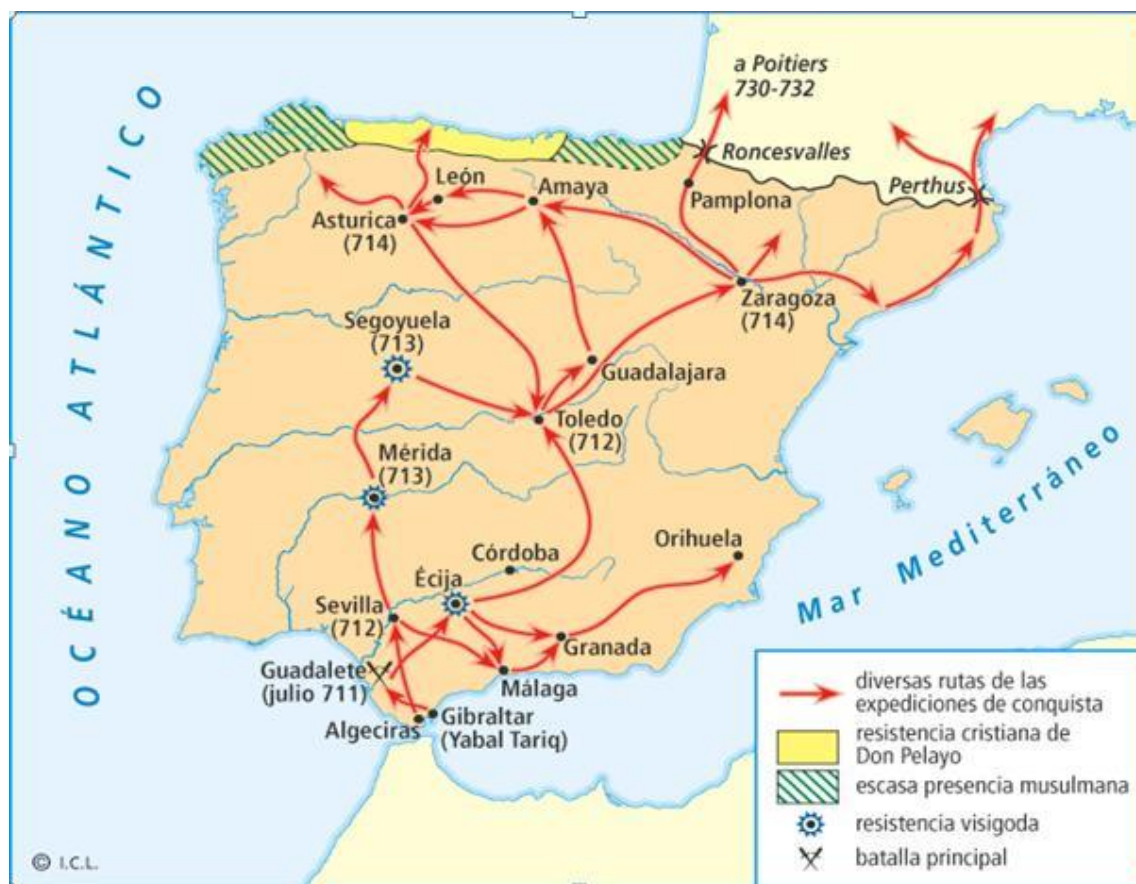 OCÉANO ATLÁNTICO
a Poitiers
730-732
Roncesvalles
León
Amaya
Pamplona
Perthus
Asturica
(714)
Zaragoza
(714)
Segoyuela
(713)
Guadalajara
Toledo
(712)
Mérida
(713)
Mar Mediterráneo
Córdoba
Orihuela
Écija
Sevilla
(712)
Granada
Guadalete
(julio 711)
Málaga
Algeciras
Gibraltar
(Yabal Tariq)
diversas rutas de las
expediciones de conquista
resistencia cristiana de
Don Pelayo
escasa presencia musulmana
resistencia visigoda
batalla principal
© I.C.L.